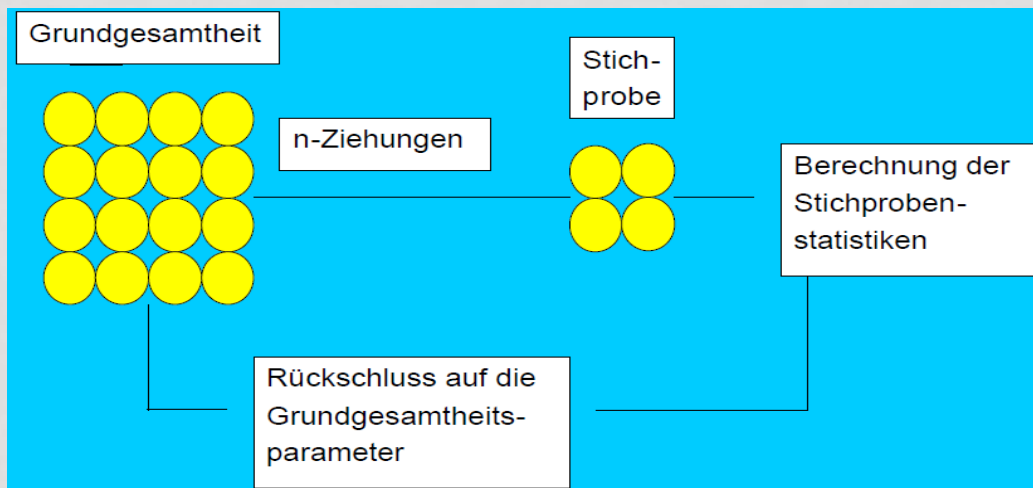 Grundgesamtheit
Stich-
probe
n-Ziehungen
Berechnung der
Stichproben-
statistiken
Rückschluss auf die
Grundgesamtheits-
parameter